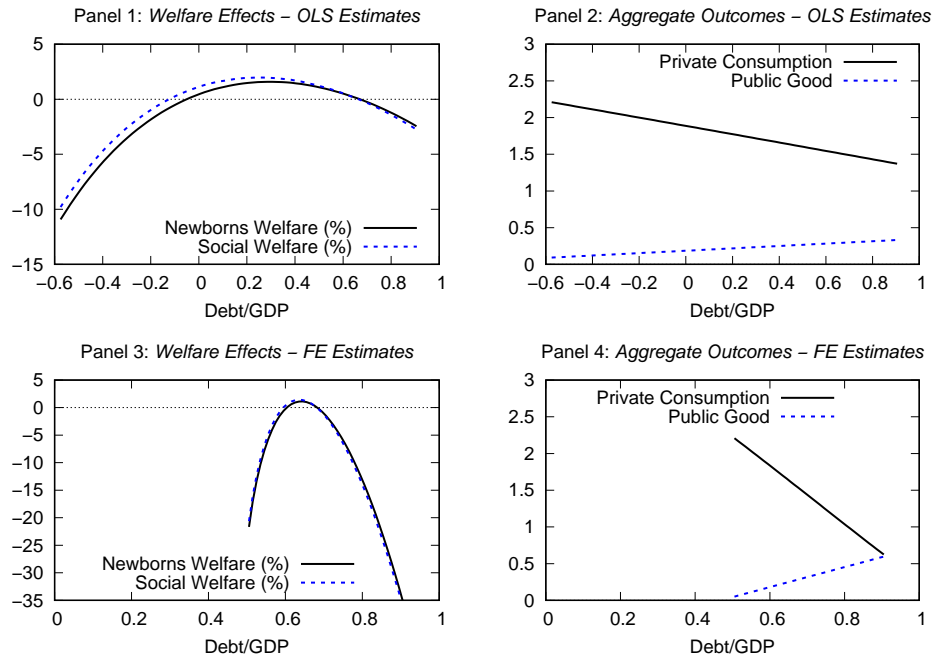 Panel 1: Welfare Effects – OLS Estimates
5
0
−5
−10
−15
Newborns Welfare (%)
Social Welfare (%)
−0.6 −0.4 −0.2 0 0.2 0.4 0.6 0.8 1
Debt/GDP
Panel 2: Aggregate Outcomes – OLS Estimates
3
2.5
2
1.5
1
0.5
0
Private Consumption
Public Good
−0.6 −0.4 −0.2 0 0.2 0.4 0.6 0.8 1
Debt/GDP
Panel 3: Welfare Effects – FE Estimates
5
0
−5
−10
−15
−20
−25
−30
−35
Newborns Welfare (%)
Social Welfare (%)
0 0.2 0.4 0.6 0.8 1
Debt/GDP
Panel 4: Aggregate Outcomes – FE Estimates
3
2.5
2
1.5
1
0.5
0
Private Consumption
Public Good
0 0.2 0.4 0.6 0.8 1
Debt/GDP